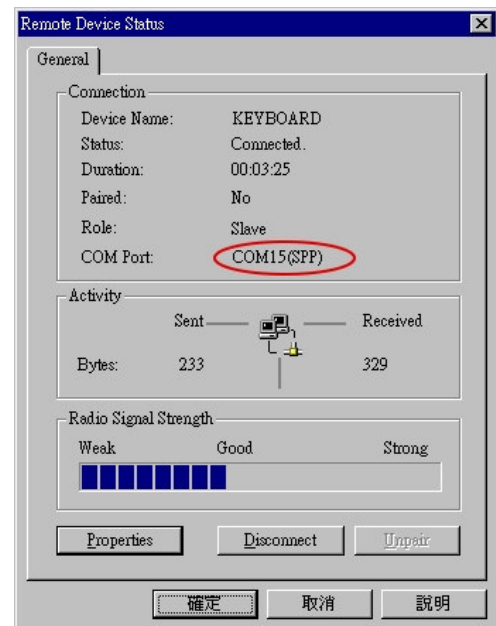 Remote Device Status
General
Connection
Device Name: KEYBOARD
Status: Connected.
Duration: 00:03:25
Paired: No
Role: Slave
COM Port: COM15(SPP)
Activity
Sent Received
Bytes: 233 329
Radio Signal Strength
Weak Good Strong
Properties Disconnect Unpair
確定 取消 說明